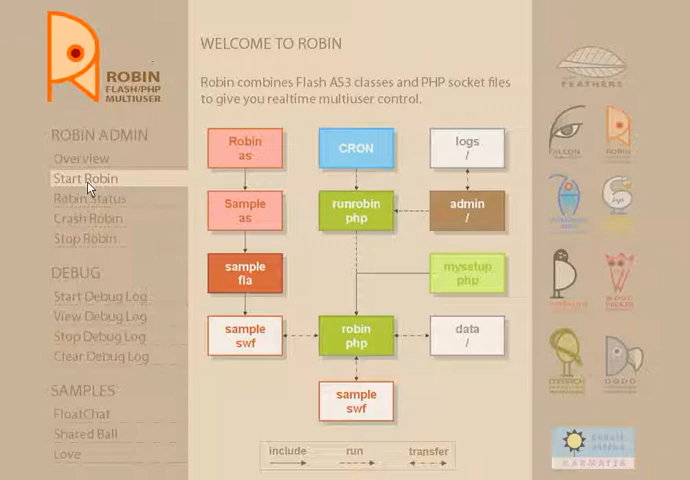 ROBIN
FLASH/PHP
MULTIUSER
ROBIN ADMIN
Overview
Start Robin
Robin Status
Crash Robin
Stop Robin
DEBUG
Start Debug Log
View Debug Log
Stop Debug Log
Clear Debug Log
SAMPLES
FloatChat
Shared Ball
Love
WELCOME TO ROBIN
Robin combines Flash AS3 classes and PHP socket files
to give you realtime multiuser control.
Robin
as
CRON
logs
/
Sample
as
runrobin
php
admin
/
sample
fla
mysetup
php
sample
swf
robin
php
data
/
sample
swf
include
run
transfer
FEATHERS
FALCON
ROBIN
OSTRICH
DODO